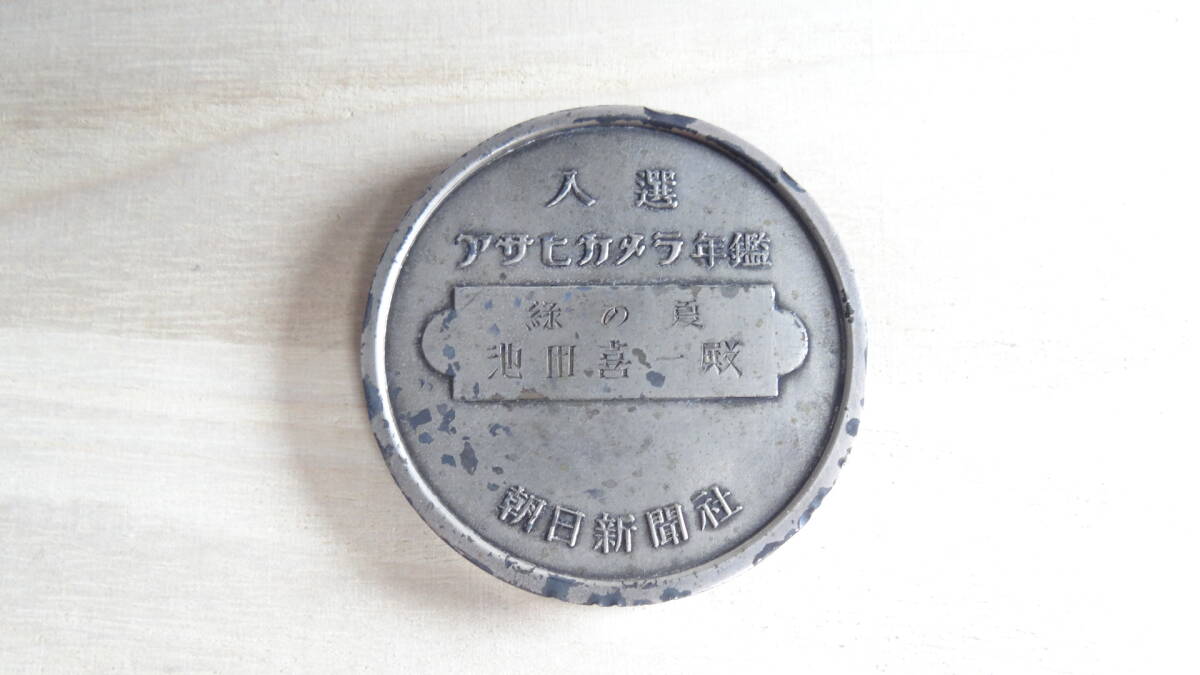 入選
アサヒカメラ年鑑
緑の夏
池田喜一殿
朝日新聞社